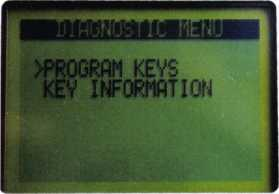 DIAGNOSTIC MENU
>PROGRAM KEYS
KEY INFORMATION